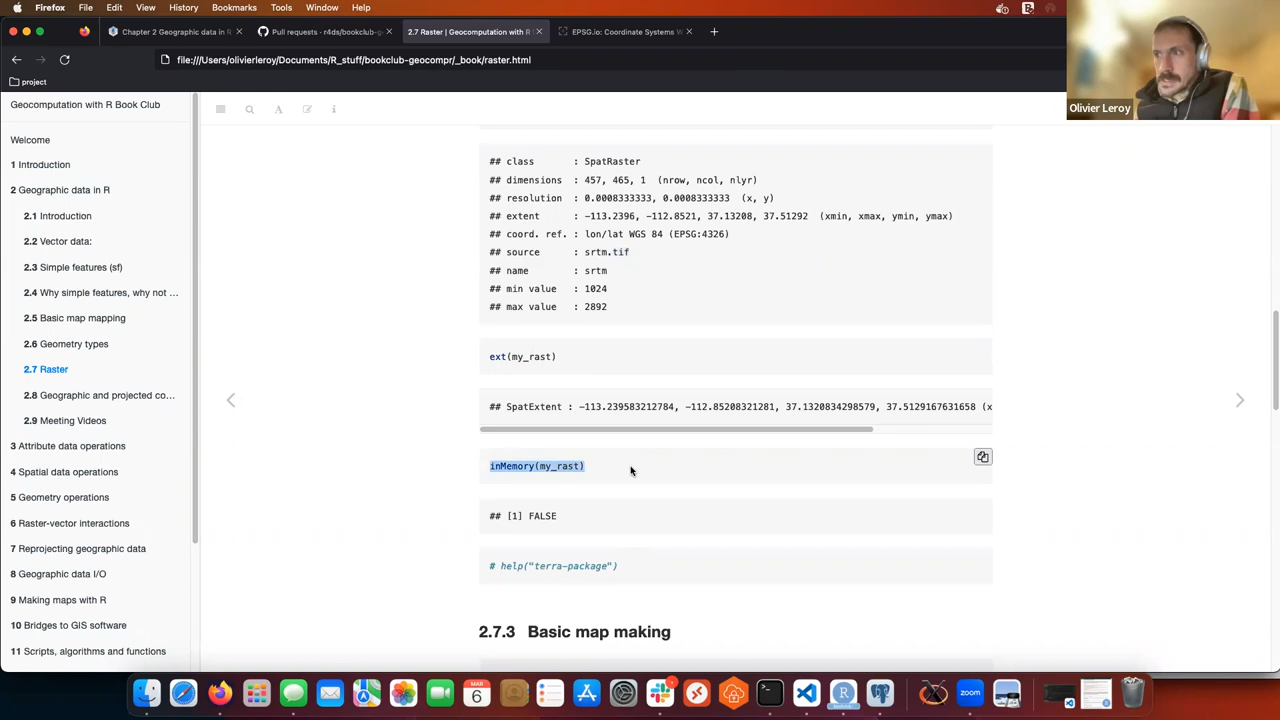 Firefox File Edit View History Bookmarks Tools Window Help
Chapter 2 Geographic data in R
Pull requests · r4ds/bookclub-g
2.7 Raster | Geocomputation with R
EPSG.io: Coordinate Systems W
file:///Users/olivierleroy/Documents/R_stuff/bookclub-geocompr/_book/raster.html
project
Olivier Leroy
Geocomputation with R Book Club
Welcome
1 Introduction
2 Geographic data in R
2.1 Introduction
2.2 Vector data:
2.3 Simple features (sf)
2.4 Why simple features, why not ...
2.5 Basic map mapping
2.6 Geometry types
2.7 Raster
2.8 Geographic and projected co...
2.9 Meeting Videos
3 Attribute data operations
4 Spatial data operations
5 Geometry operations
6 Raster-vector interactions
7 Reprojecting geographic data
8 Geographic data I/O
9 Making maps with R
10 Bridges to GIS software
11 Scripts, algorithms and functions
## class : SpatRaster
## dimensions : 457, 465, 1 (nrow, ncol, nlyr)
## resolution : 0.0008333333, 0.0008333333 (x, y)
## extent : -113.2396, -112.8521, 37.13208, 37.51292 (xmin, xmax, ymin, ymax)
## coord. ref. : lon/lat WGS 84 (EPSG:4326)
## source : srtm.tif
## name : srtm
## min value : 1024
## max value : 2892
ext(my_rast)
## SpatExtent : -113.239583212784, -112.85208321281, 37.1320834298579, 37.5129167631658 (x
inMemory(my_rast)
## [1] FALSE
# help("terra-package")
2.7.3 Basic map making
MAR
6
zoom